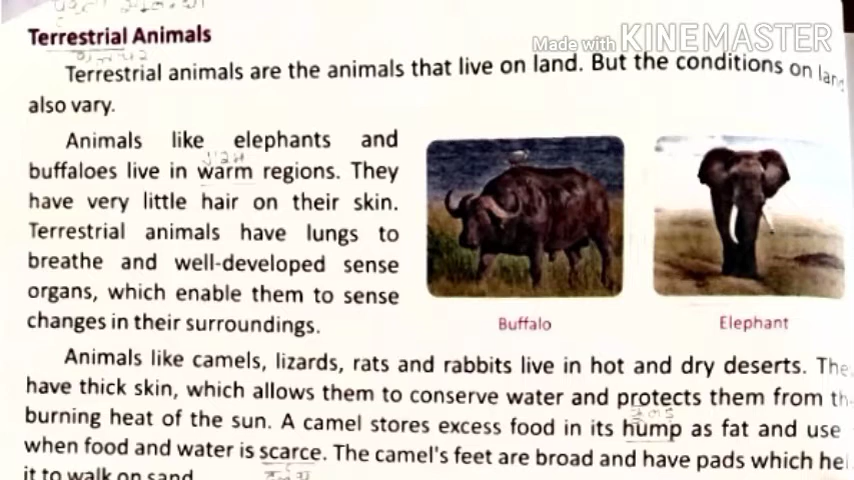 Made with KINEMASTER
Terrestrial Animals
Terrestrial animals are the animals that live on land. But the conditions on land
also vary.
Animals like elephants and
buffaloes live in warm regions. They
have very little hair on their skin.
Terrestrial animals have lungs to
breathe and well-developed sense
organs, which enable them to sense
changes in their surroundings.
Buffalo
Elephant
Animals like camels, lizards, rats and rabbits live in hot and dry deserts. The
have thick skin, which allows them to conserve water and protects them from th
burning heat of the sun. A camel stores excess food in its hump as fat and use
when food and water is scarce. The camel's feet are broad and have pads which hel
it to walk on sand